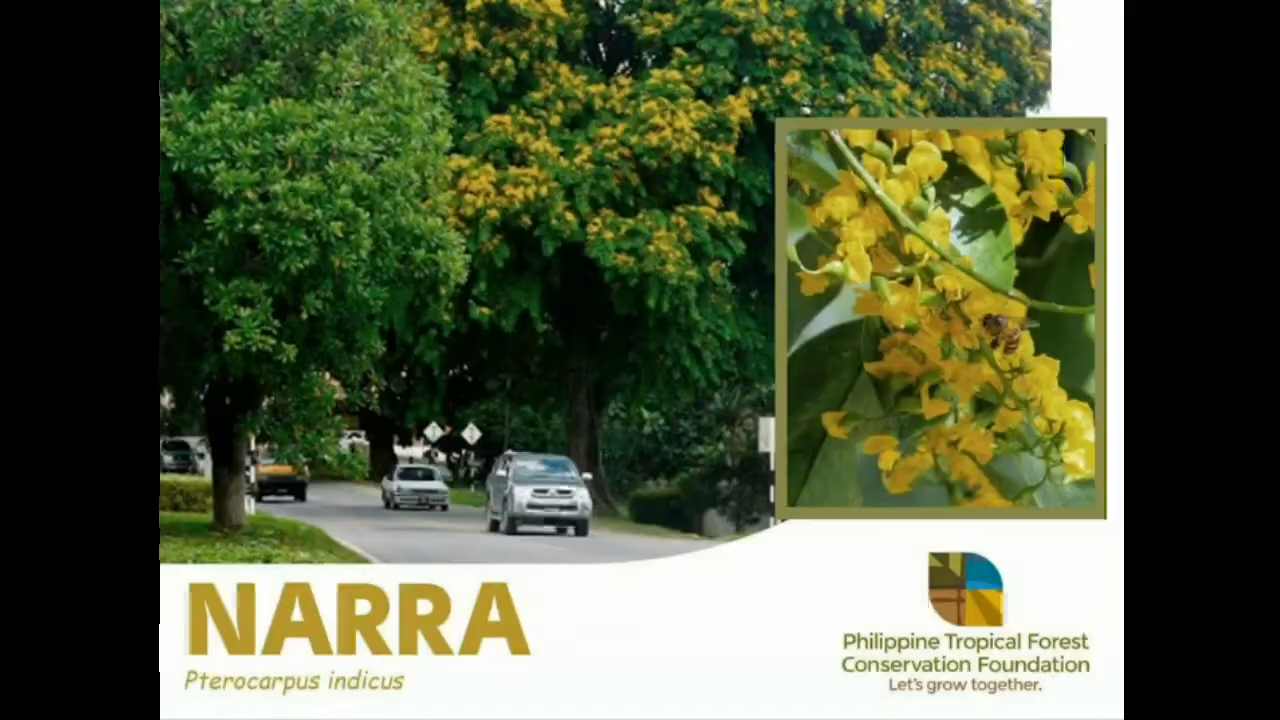 NARRA
Pterocarpus indicus
Philippine Tropical Forest
Conservation Foundation
Let's grow together.